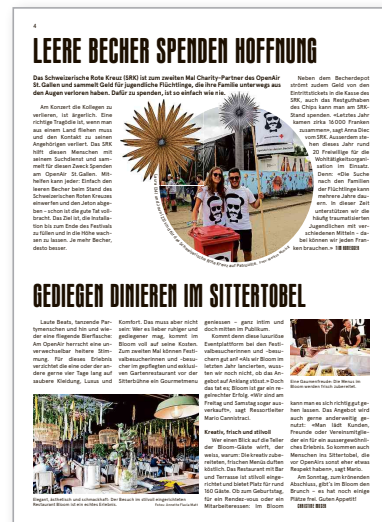 4
LEERE BECHER SPENDEN HOFFNUNG
Das Schweizerische Rote Kreuz (SRK) ist zum zweiten Mal Charity-Partner des OpenAir
St. Gallen und sammelt Geld für jugendliche Flüchtlinge, die ihre Familie unterwegs aus
den Augen verloren haben. Dafür zu spenden, ist so einfach wie nie.
Am Konzert die Kollegen zu
verlieren, ist ärgerlich. Eine
richtige Tragödie ist, wenn man
aus einem Land fliehen muss
und den Kontakt zu seinen
Angehörigen verliert. Das SRK
hilft diesen Menschen mit
seinem Suchdienst und sam-
melt für diesen Zweck Spenden
am OpenAir St. Gallen. Mit-
helfen kann jeder: Einfach den
leeren Becher beim Stand des
Schweizerischen Roten Kreuzes
einwerfen und den Jeton abge-
ben – schon ist die gute Tat voll-
bracht. Das Ziel ist, die Installa-
tion bis zum Ende des Festivals
zu füllen und in die Höhe wach-
sen zu lassen. Je mehr Becher,
desto besser.
Neben dem Becherdepot
strömt zudem Geld von den
Eintrittstickets in die Kasse des
SRK, auch das Restguthaben
des Chips kann man am SRK-
Stand spenden. «Letztes Jahr
kamen zirka 16 000 Franken
zusammen», sagt Anna Diec
vom SRK. Ausserdem ste-
hen dieses Jahr rund
20 Freiwillige für die
Wohltätigkeitsorgani-
sation im Einsatz.
Denn: «Die Suche
nach den Familien
der Flüchtlinge kann
mehrere Jahre dau-
ern. In dieser Zeit
unterstützen wir die
häufig traumatisierten
Jugendlichen mit ver-
schiedenen Mitteln – da-
bei können wir jeden Fran-
ken brauchen.»
GEDIEGEN DINIEREN IM SITTERTOBEL
Laute Beats, tanzende Par-
tymenschen und hin und wie-
der eine fliegende Bierflasche:
Am OpenAir herrscht eine un-
verwechselbar heitere Stim-
mung. Für dieses Erlebnis
verzichtet die eine oder der an-
dere gerne vier Tage lang auf
saubere Kleidung, Luxus und
Komfort. Das muss aber nicht
sein: Wer es lieber ruhiger und
gediegener mag, kommt im
Bloom voll auf seine Kosten.
Zum zweiten Mal können Festi-
valbesucherinnen und -besu-
cher im gepflegten und exklusi-
ven Gartenrestaurant vor der
Sitterbühne ein Gourmetmenu
geniessen – ganz intim und
doch mitten im Publikum.
Kommt denn diese luxuriöse
Eventplattform bei den Festi-
valbesucherinnen und -besu-
chern gut an? «Als wir Bloom im
letzten Jahr lancierten, wuss-
ten wir noch nicht, ob das An-
gebot auf Anklang stösst.» Doch
das tat es: Bloom ist gar ein re-
gelrechter Erfolg. «Wir sind am
Freitag und Samstag sogar aus-
verkauft», sagt Ressortleiter
Mario Cannistraci.
Kreativ, frisch und stilvoll
Wer einen Blick auf die Teller
der Bloom-Gäste wirft, der
weiss, warum: Die kreativ zube-
reiteten, frischen Menüs duften
köstlich. Das Restaurant mit Bar
und Terrasse ist stilvoll einge-
richtet und bietet Platz für rund
160 Gäste. Ob zum Geburtstag,
für ein Rendez-vous oder ein
Mitarbeiteressen: Im Bloom
Eine Gaumenfreude: Die Menus im
Bloom werden frisch zubereitet.
kann man es sich richtig gut ge-
hen lassen. Das Angebot wird
auch gerne anderweitig ge-
nutzt: «Man lädt Kunden,
Freunde oder Vereinsmitglie-
der ein für ein aussergewöhnli-
ches Erlebnis. So kommen auch
Menschen ins Sittertobel, die
vor OpenAirs sonst eher etwas
Respekt haben», sagt Mario.
Am Sonntag, zum krönenden
Abschluss, gibt's im Bloom den
Brunch – es hat noch einige
Plätze frei. Guten Appetit!
Elegant, ästhetisch und schmackhaft: Der Besuch im stilvoll eingerichteten
Restaurant Bloom ist ein echtes Erlebnis.